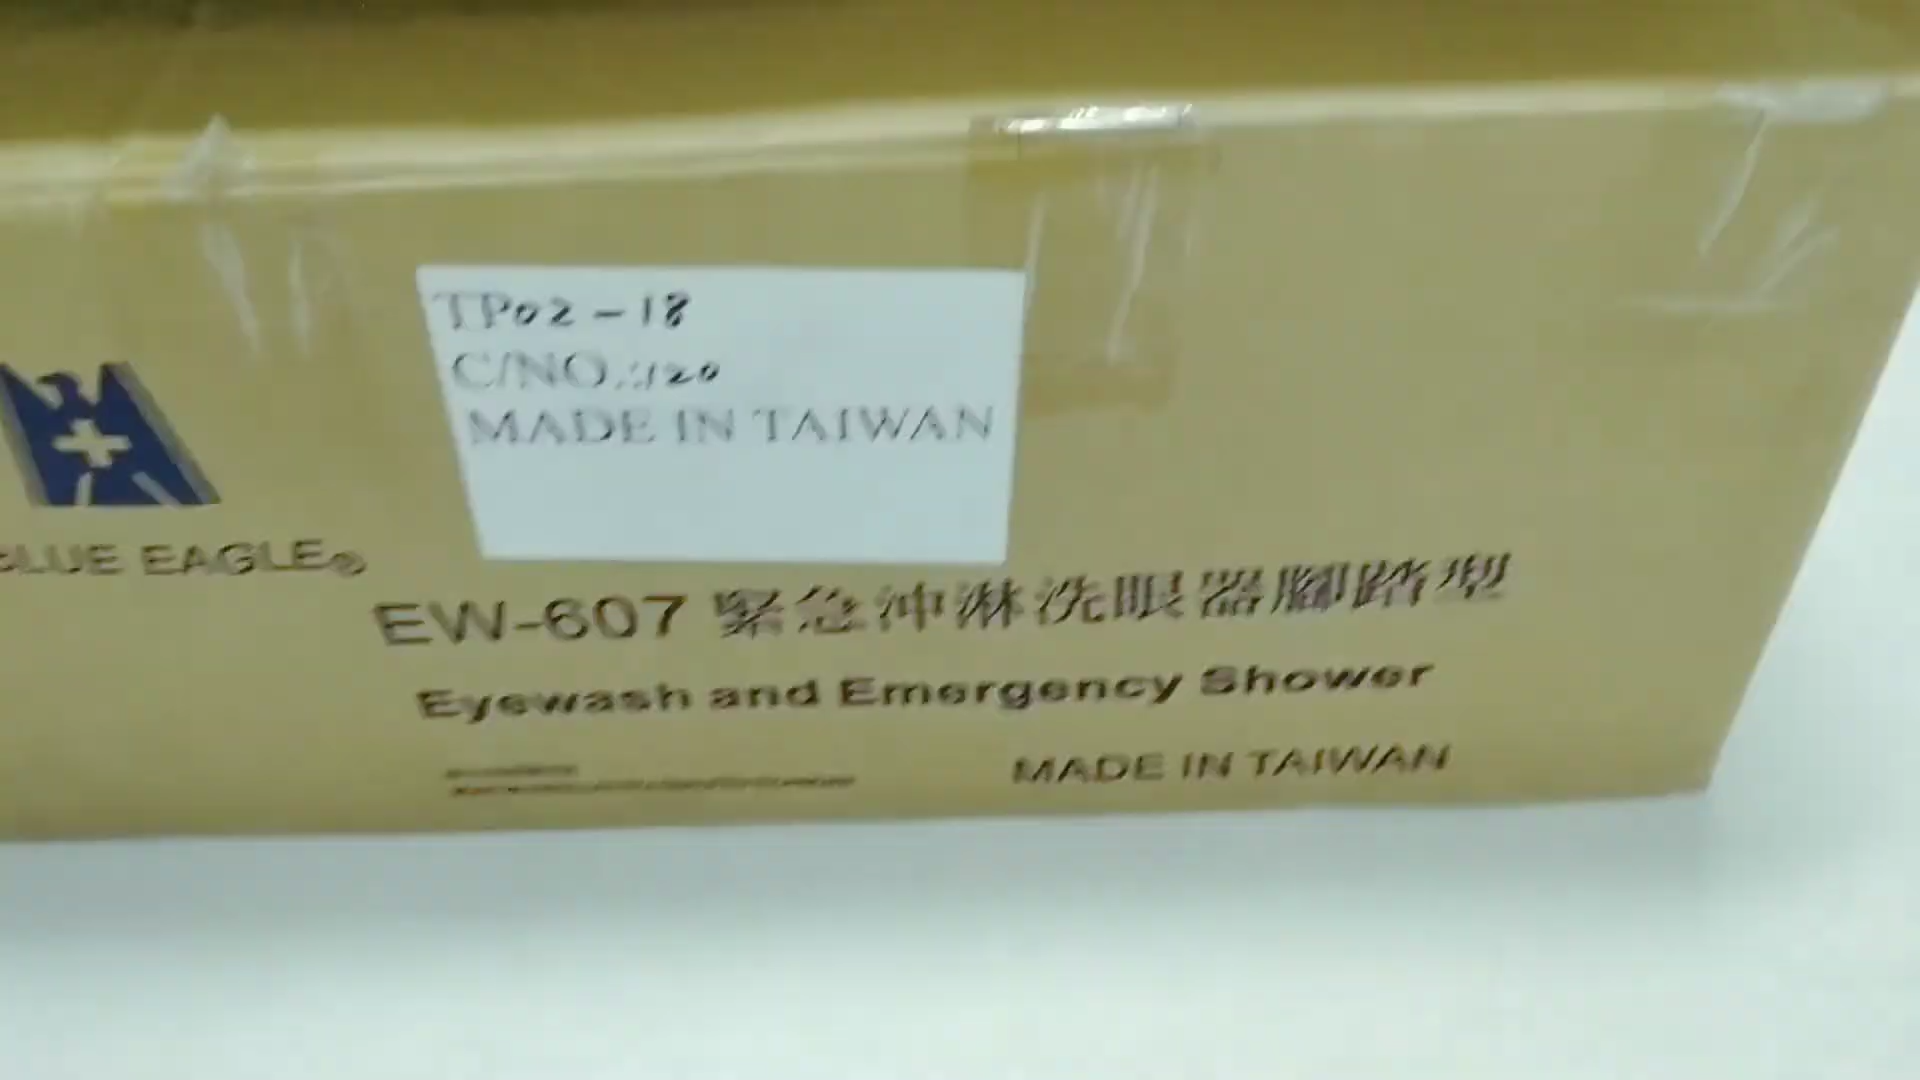 TP02-18
C/NO.:120
MADE IN TAIWAN
BLUE EAGLE®
EW-607 緊急沖淋洗眼器腳踏型
Eyewash and Emergency Shower
MADE IN TAIWAN